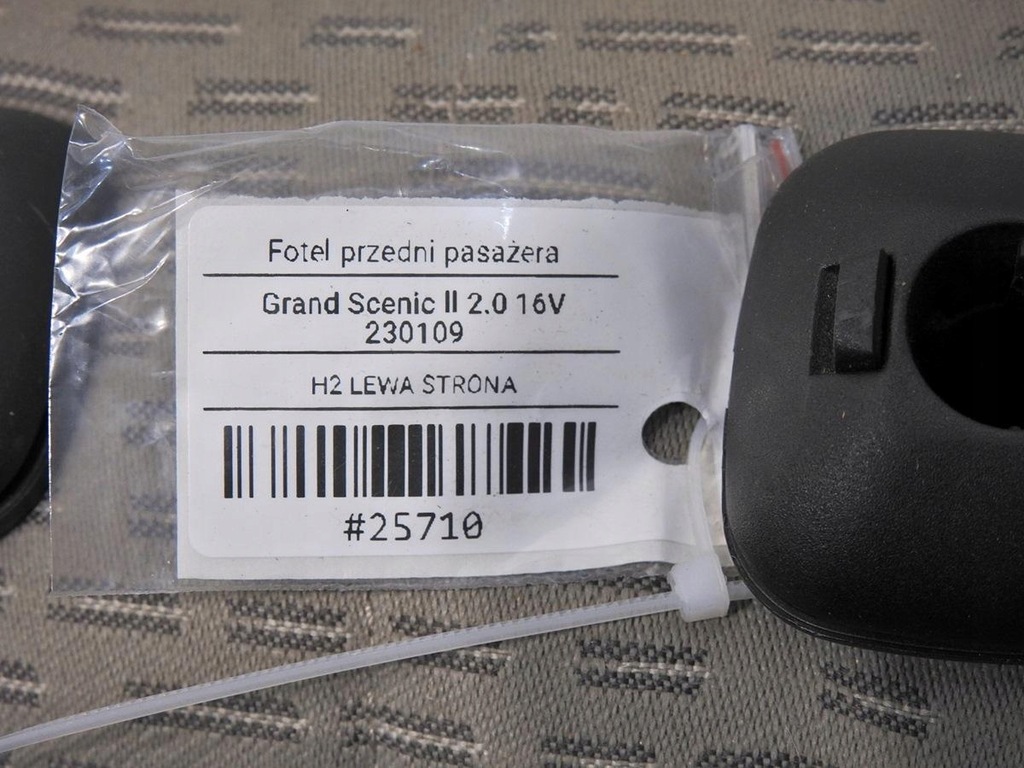 Fotel przedni pasażera
Grand Scenic II 2.0 16V
230109
H2 LEWA STRONA
#25710